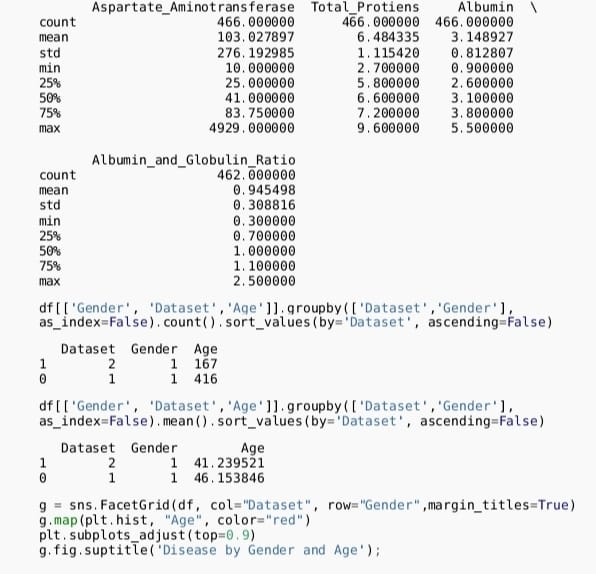 Aspartate_Aminotransferase Total_Protiens Albumin \
count 466.000000 466.000000 466.000000
mean 103.027897 6.484335 3.148927
std 276.192985 1.115420 0.812807
min 10.000000 2.700000 0.900000
25% 25.000000 5.800000 2.600000
50% 41.000000 6.600000 3.100000
75% 83.750000 7.200000 3.800000
max 4929.000000 9.600000 5.500000
Albumin_and_Globulin_Ratio
count 462.000000
mean 0.945498
std 0.308816
min 0.300000
25% 0.700000
50% 1.000000
75% 1.100000
max 2.500000
df[['Gender', 'Dataset','Age']].groupby(['Dataset','Gender'],
as_index=False).count().sort_values(by='Dataset', ascending=False)
Dataset Gender Age
1 2 1 167
0 1 1 416
df[['Gender', 'Dataset','Age']].groupby(['Dataset','Gender'],
as_index=False).mean().sort_values(by='Dataset', ascending=False)
Dataset Gender Age
1 2 1 41.239521
0 1 1 46.153846
g = sns.FacetGrid(df, col="Dataset", row="Gender",margin_titles=True)
g.map(plt.hist, "Age", color="red")
plt.subplots_adjust(top=0.9)
g.fig.suptitle('Disease by Gender and Age');